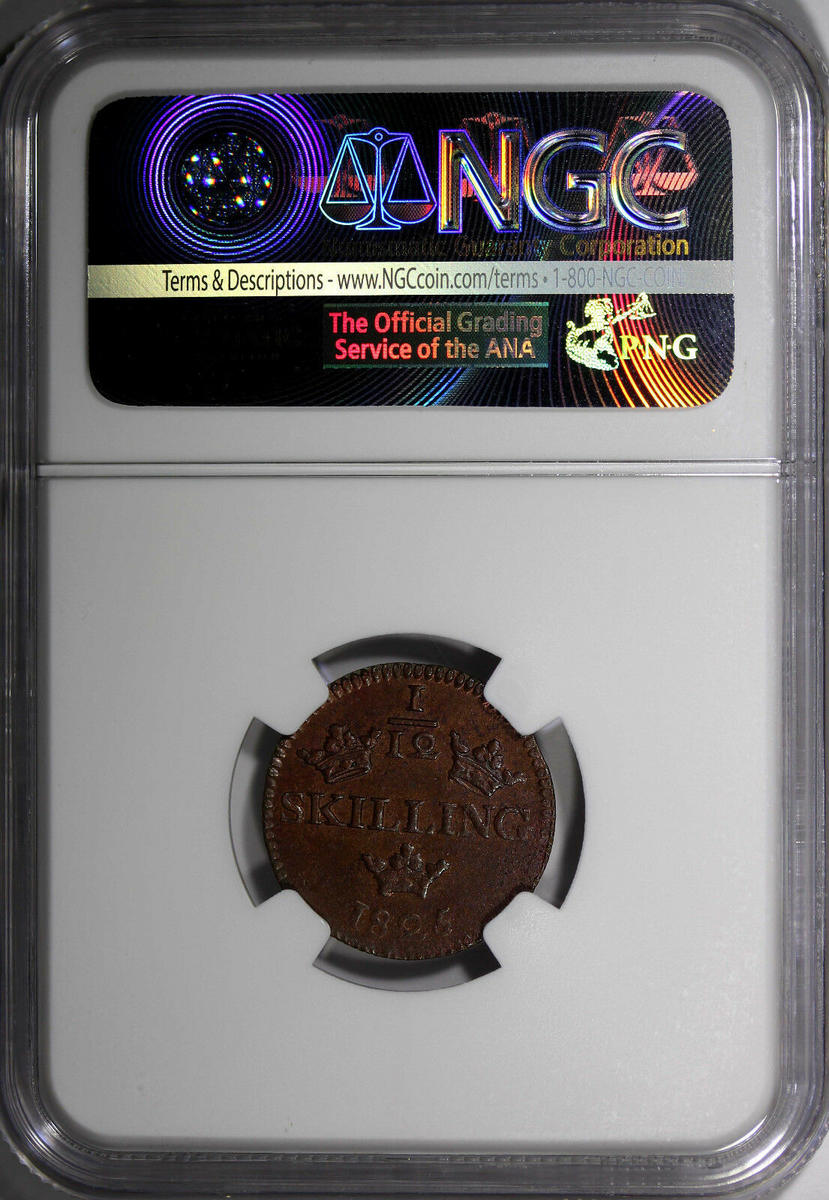 NGC
Numismatic Guaranty Corporation
Terms & Descriptions - www.NGCcoin.com/terms • 1-800-NGC-COIN
The Official Grading
Service of the ANA
PNG
1
12
SKILLING
1805